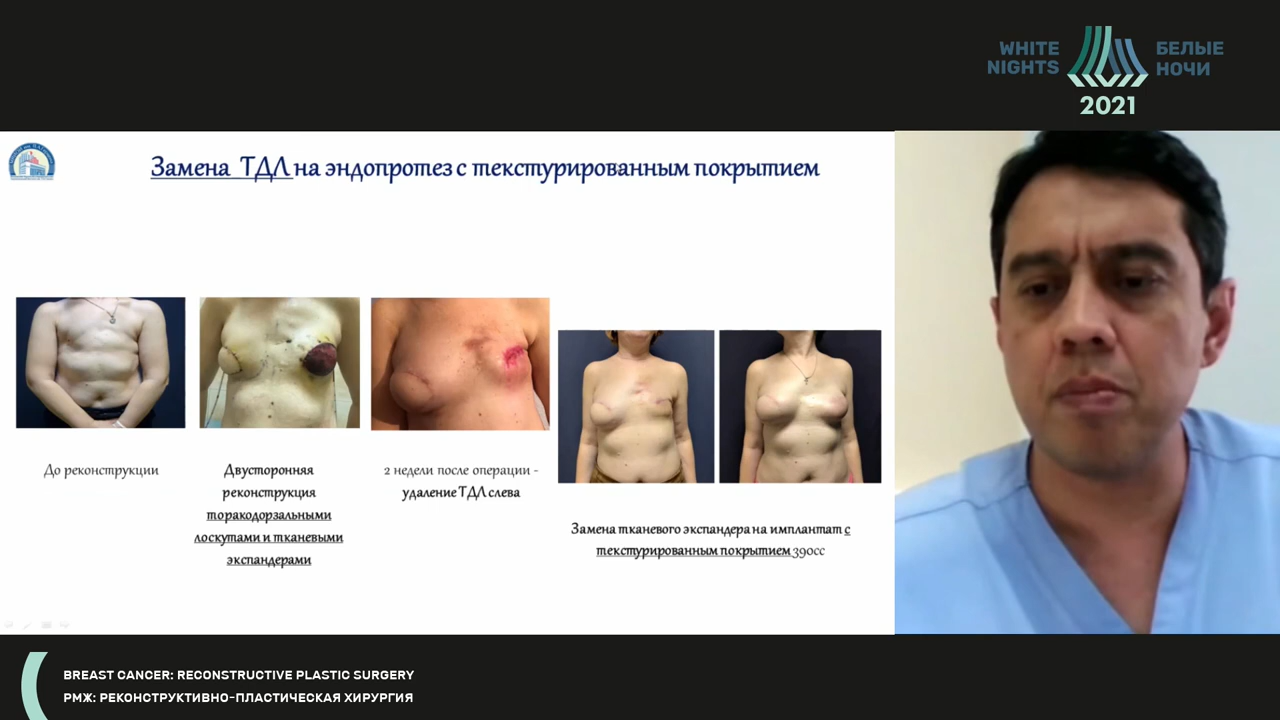 WHITE
NIGHTS
БЕЛЫЕ
НОЧИ
2021
Замена ТДЛ на эндопротез с текстурированным покрытием
До реконструкции
Двусторонняя
реконструкция
торакодорзальными
лоскутами и тканевыми
экспандерами
2 недели после операции -
удаление ТДЛ слева
Замена тканевого экспандера на имплантат с
текстурированным покрытием 390сс
BREAST CANCER: RECONSTRUCTIVE PLASTIC SURGERY
РМЖ: РЕКОНСТРУКТИВНО-ПЛАСТИЧЕСКАЯ ХИРУРГИЯ